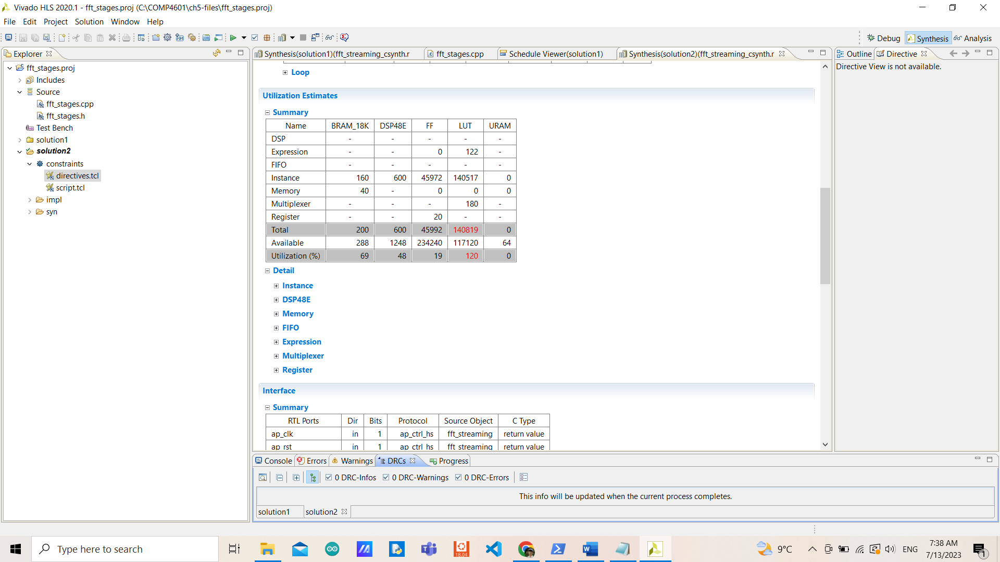 Vivado HLS 2020.1 - fft_stages.proj (C:\COMP4601\ch5-files\fft_stages.proj)
File Edit Project Solution Window Help
Debug Synthesis Analysis
Explorer
fft_stages.proj
Includes
Source
fft_stages.cpp
fft_stages.h
Test Bench
solution1
solution2
constraints
directives.tcl
script.tcl
impl
syn
Synthesis(solution1)(fft_streaming_csynth.r fft_stages.cpp Schedule Viewer(solution1) Synthesis(solution2)(fft_streaming_csynth.r
Loop
Utilization Estimates
Summary
Name BRAM_18K DSP48E FF LUT URAM
DSP - - - - -
Expression - - 0 122 -
FIFO - - - - -
Instance 160 600 45972 140517 0
Memory 40 - 0 0 0
Multiplexer - - - 180 -
Register - - 20 - -
Total 200 600 45992 140819 0
Available 288 1248 234240 117120 64
Utilization (%) 69 48 19 120 0
Detail
Instance
DSP48E
Memory
FIFO
Expression
Multiplexer
Register
Interface
Summary
RTL Ports Dir Bits Protocol Source Object C Type
ap_clk in 1 ap_ctrl_hs fft_streaming return value
ap_rst in 1 ap_ctrl_hs fft_streaming return value
Outline Directive
Directive View is not available.
Console Errors Warnings DRCs Progress
0 DRC-Infos 0 DRC-Warnings 0 DRC-Errors
This info will be updated when the current process completes.
solution1 solution2
Type here to search
18.04
9°C
ENG
7:38 AM
7/13/2023
1